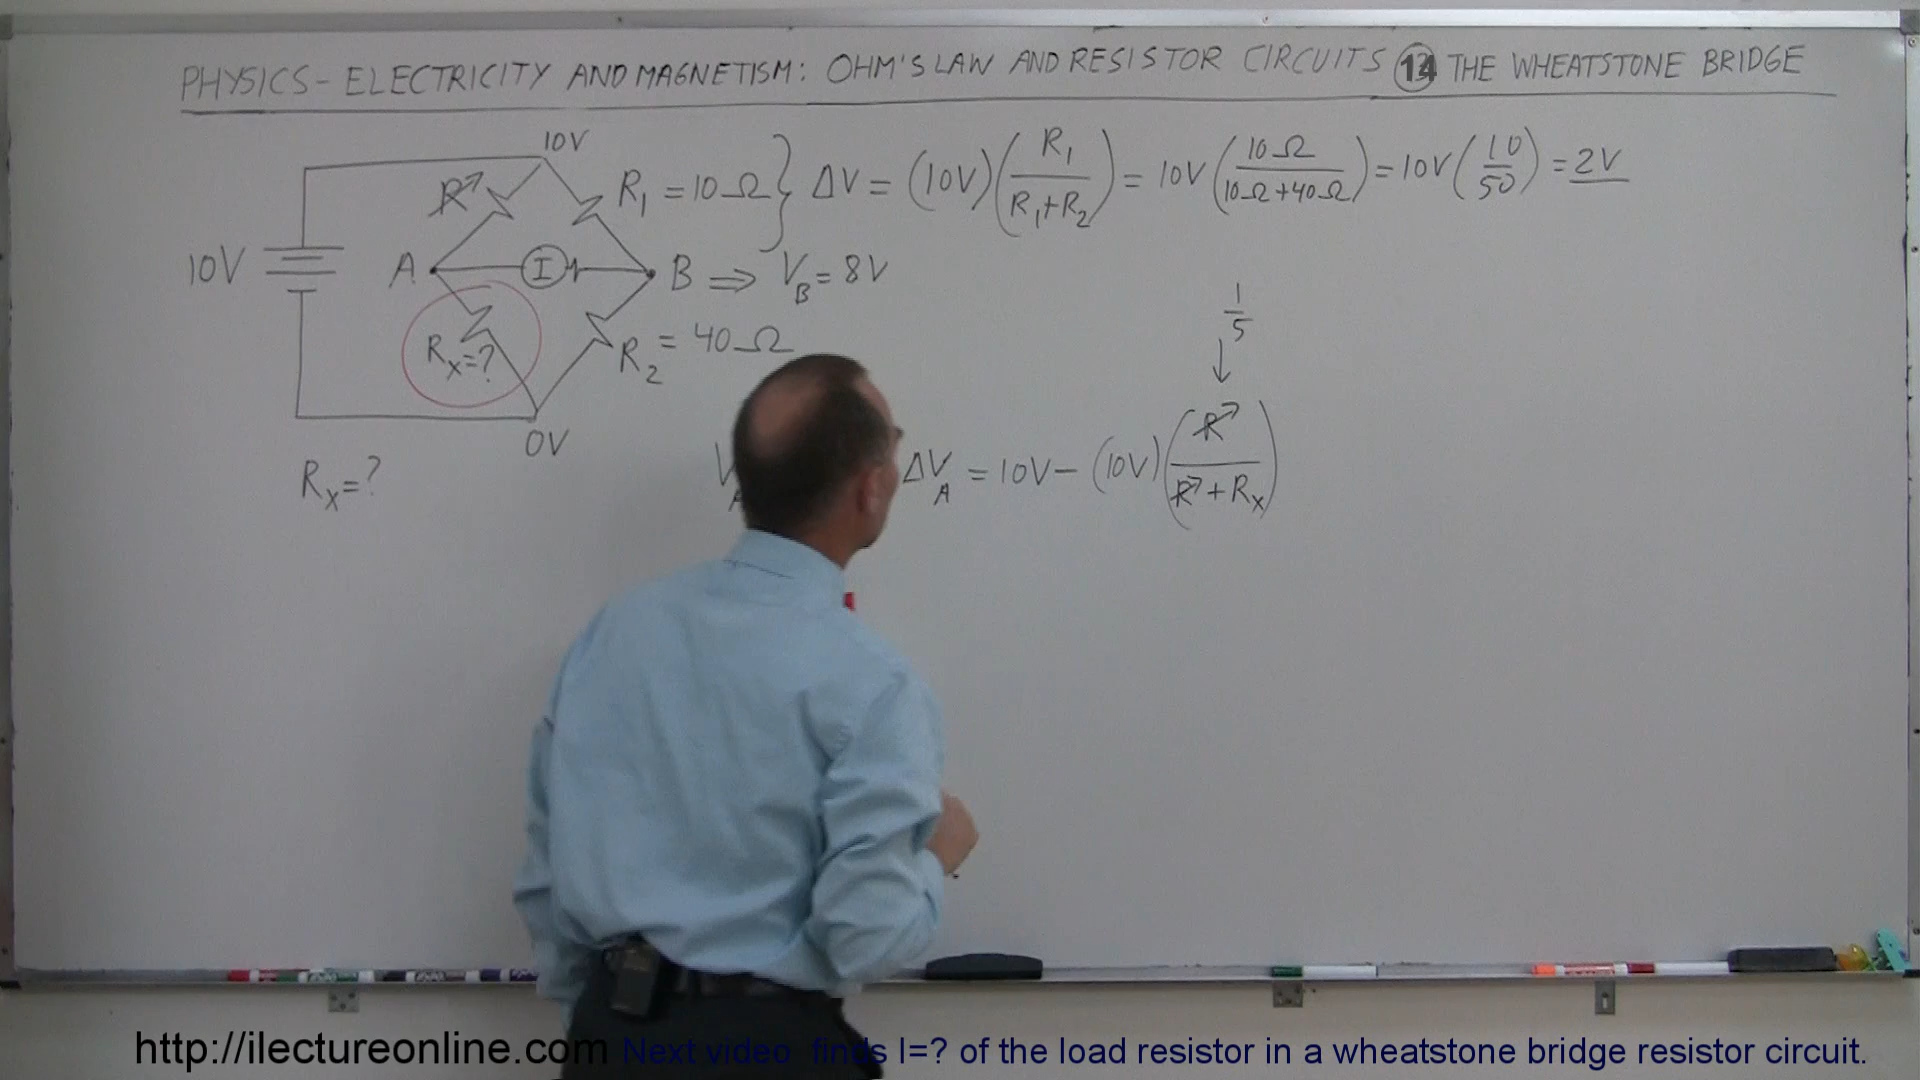 PHYSICS - ELECTRICITY AND MAGNETISM: OHM'S LAW AND RESISTOR CIRCUITS 14 THE WHEATSTONE BRIDGE
10V
R R₁ = 10Ω } ΔV = (10V)(R₁/(R₁+R₂)) = 10V(10Ω/(10Ω+40Ω)) = 10V(10/50) = 2V
10V A I B ⇒ V_B = 8V
1/5
↓
Rₓ=? R₂ = 40Ω
0V
Rₓ=? V_A ΔV_A = 10V - (10V)(R/(R+Rₓ))
http://ilectureonline.com Next video finds I=? of the load resistor in a wheatstone bridge resistor circuit.